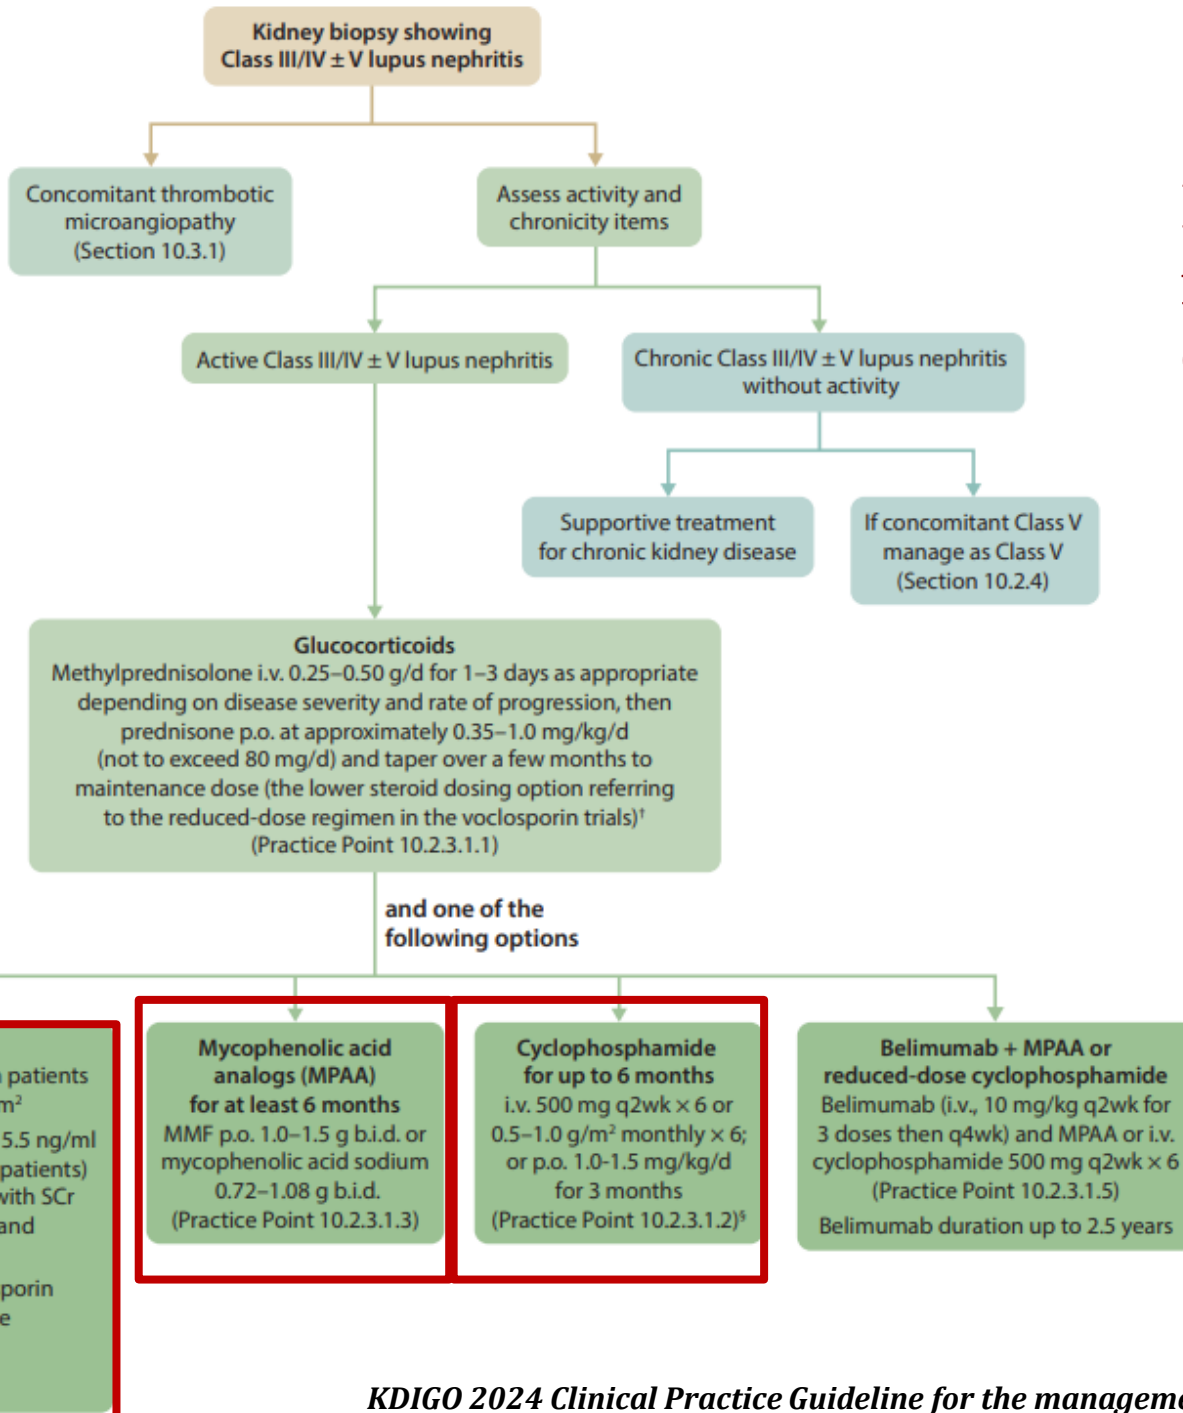 Kidney biopsy showing
Class III/IV ± V lupus nephritis
Concomitant thrombotic
microangiopathy
(Section 10.3.1)
Assess activity and
chronicity items
Active Class III/IV ± V lupus nephritis
Chronic Class III/IV ± V lupus nephritis
without activity
Supportive treatment
for chronic kidney disease
If concomitant Class V
manage as Class V
(Section 10.2.4)
Glucocorticoids
Methylprednisolone i.v. 0.25–0.50 g/d for 1–3 days as appropriate
depending on disease severity and rate of progression, then
prednisone p.o. at approximately 0.35–1.0 mg/kg/d
(not to exceed 80 mg/d) and taper over a few months to
maintenance dose (the lower steroid dosing option referring
to the reduced-dose regimen in the voclosporin trials)†
(Practice Point 10.2.3.1.1)
and one of the
following options
patients
m²
5.5 ng/ml
patients)
with SCr
and
Mycophenolic acid
analogs (MPAA)
for at least 6 months
MMF p.o. 1.0–1.5 g b.i.d. or
mycophenolic acid sodium
0.72–1.08 g b.i.d.
(Practice Point 10.2.3.1.3)
Cyclophosphamide
for up to 6 months
i.v. 500 mg q2wk × 6 or
0.5–1.0 g/m² monthly × 6;
or p.o. 1.0-1.5 mg/kg/d
for 3 months
(Practice Point 10.2.3.1.2)§
Belimumab + MPAA or
reduced-dose cyclophosphamide
Belimumab (i.v., 10 mg/kg q2wk for
3 doses then q4wk) and MPAA or i.v.
cyclophosphamide 500 mg q2wk × 6
(Practice Point 10.2.3.1.5)
Belimumab duration up to 2.5 years
KDIGO 2024 Clinical Practice Guideline for the